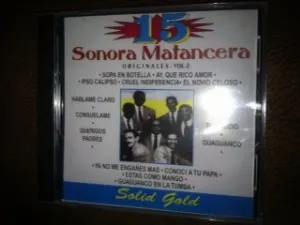 15
Sonora Matancera
ORIGINALES - VOL.2
• SOPA EN BOTELLA • AY, QUE RICO AMOR •
• IPSO CALIPSO • CRUEL INDIFERENCIA • EL NOVIO CELOSO •
HABLAME CLARO
•
CONSUELAME
•
QUERIDOS
PADRES
•
GUAGUANCO
•
• YA NO ME ENGAÑES MAS • CONOCI A TU PAPA •
• ESTAS COMO MANGO •
• GUAGUANCO EN LA TUMBA •
Solid Gold